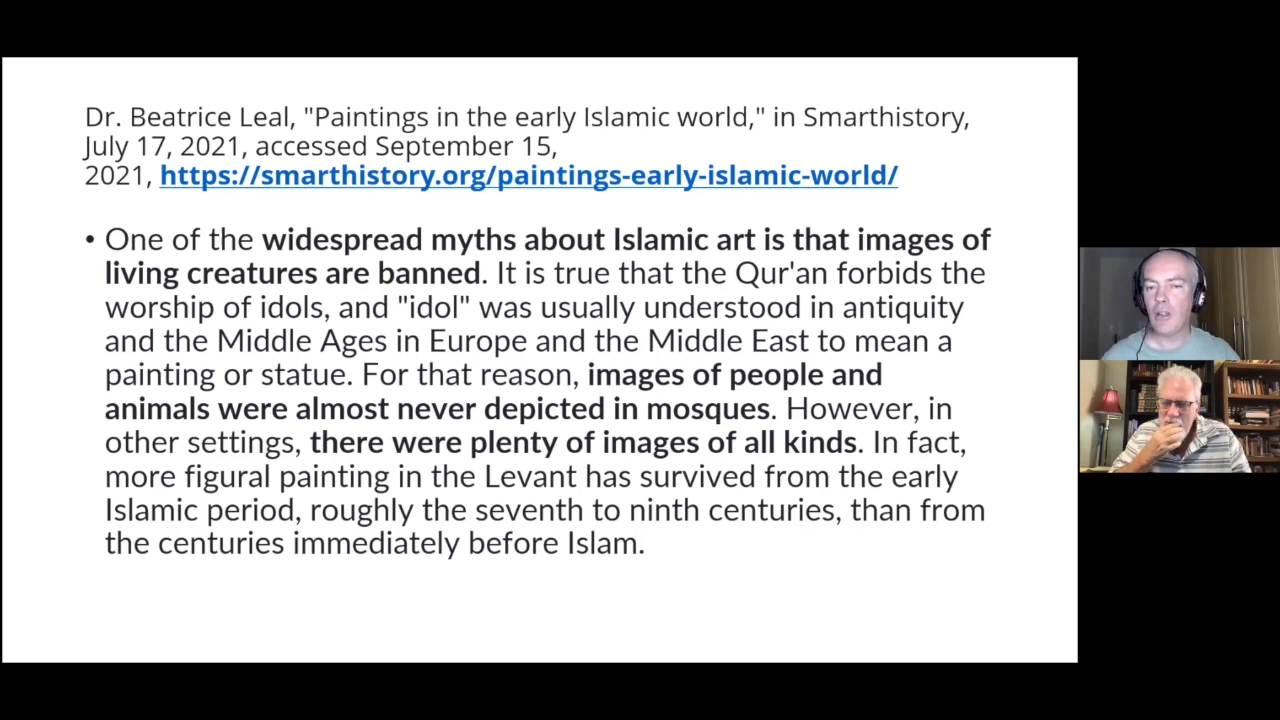 Dr. Beatrice Leal, "Paintings in the early Islamic world," in Smarthistory,
July 17, 2021, accessed September 15,
2021, https://smarthistory.org/paintings-early-islamic-world/
• One of the widespread myths about Islamic art is that images of
living creatures are banned. It is true that the Qur'an forbids the
worship of idols, and "idol" was usually understood in antiquity
and the Middle Ages in Europe and the Middle East to mean a
painting or statue. For that reason, images of people and
animals were almost never depicted in mosques. However, in
other settings, there were plenty of images of all kinds. In fact,
more figural painting in the Levant has survived from the early
Islamic period, roughly the seventh to ninth centuries, than from
the centuries immediately before Islam.